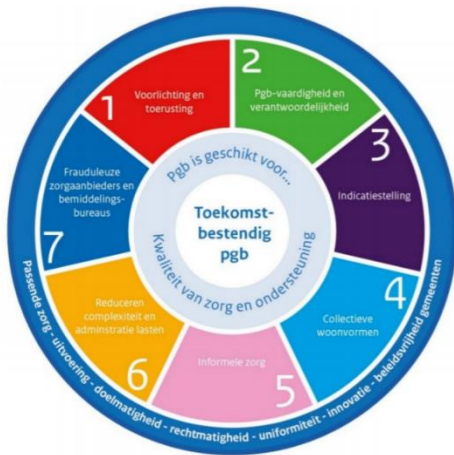 1
Voorlichting en
toerusting
2
Pgb-vaardigheid en
verantwoordelijkheid
3
Indicatiestelling
4
Collectieve
woonvormen
5
Informele zorg
6
Reduceren
complexiteit en
adminstratie lasten
7
Frauduleuze
zorgaanbieders en
bemiddelings-
bureaus
Pgb is geschikt voor...
Toekomst-
bestendig
pgb
Kwaliteit van zorg en ondersteuning
Passende zorg - uitvoering - doelmatigheid - rechtmatigheid - uniformiteit - innovatie - beleidsvrijheid gemeenten